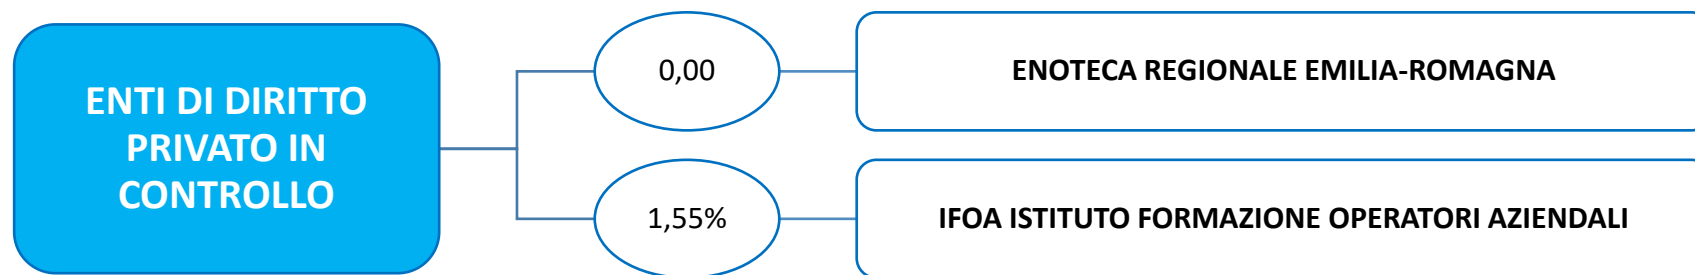 ENTI DI DIRITTO
PRIVATO IN
CONTROLLO
0,00
ENOTECA REGIONALE EMILIA-ROMAGNA
1,55%
IFOA ISTITUTO FORMAZIONE OPERATORI AZIENDALI